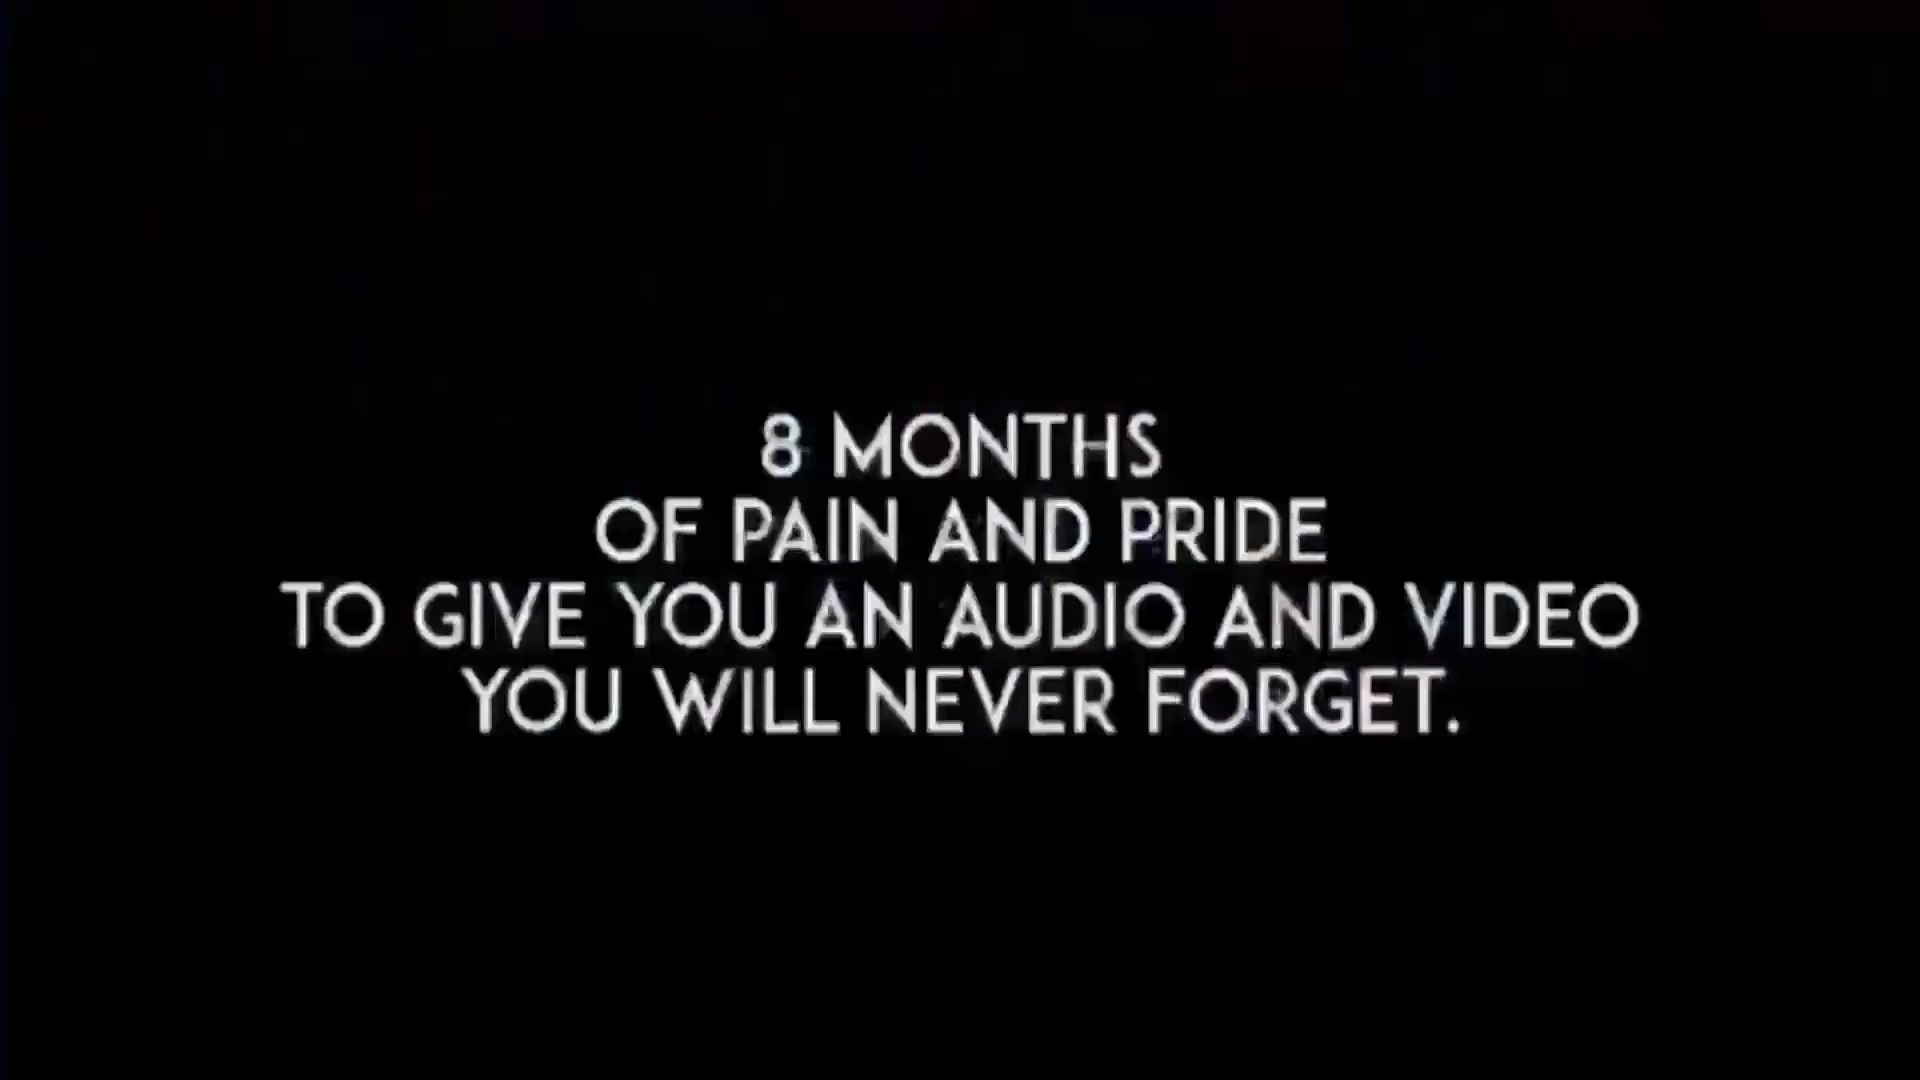 8 MONTHS
OF PAIN AND PRIDE
TO GIVE YOU AN AUDIO AND VIDEO
YOU WILL NEVER FORGET.